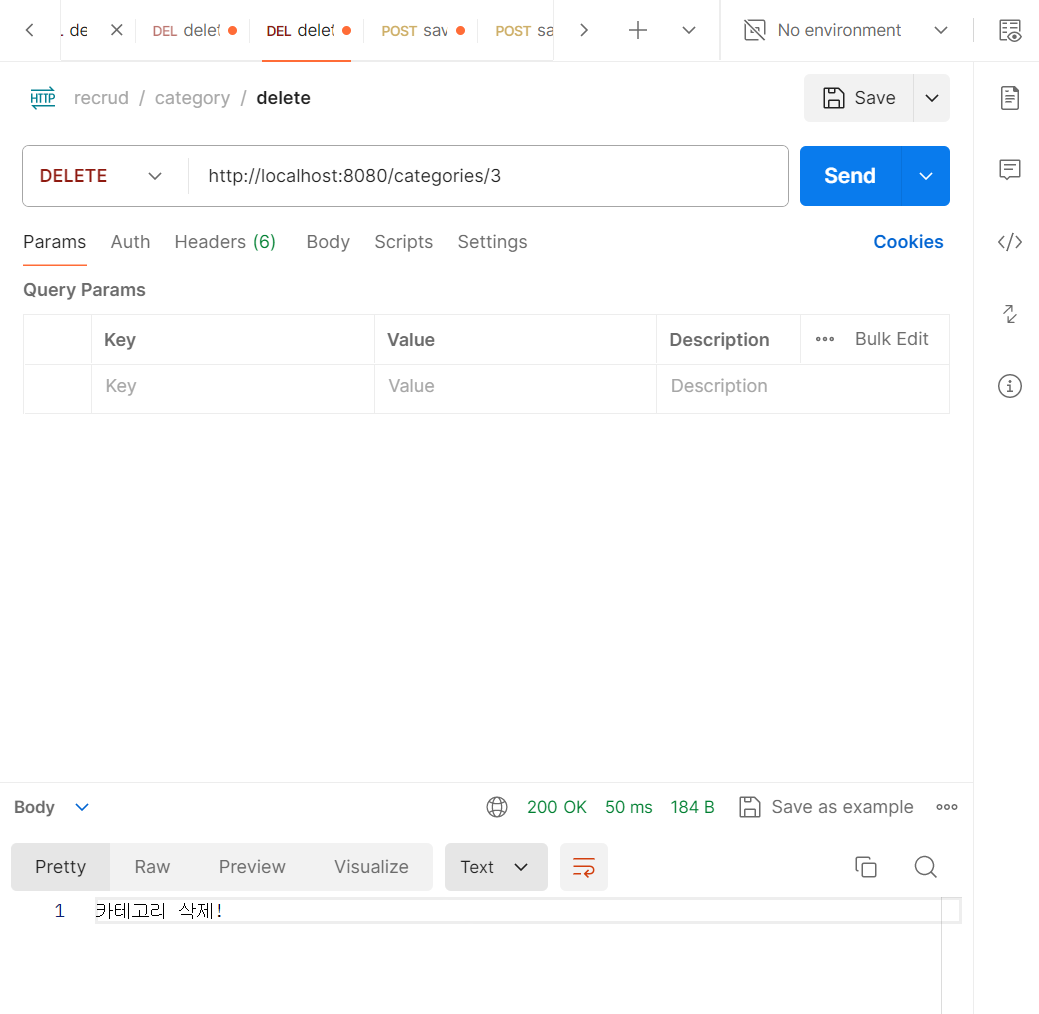 . de DEL delet DEL delet POST sav POST sa No environment
HTTP recrud / category / delete Save
DELETE http://localhost:8080/categories/3 Send
Params Auth Headers (6) Body Scripts Settings Cookies
Query Params
Key Value Description Bulk Edit
Key Value Description
Body 200 OK 50 ms 184 B Save as example
Pretty Raw Preview Visualize Text
1 카테고리 삭제!